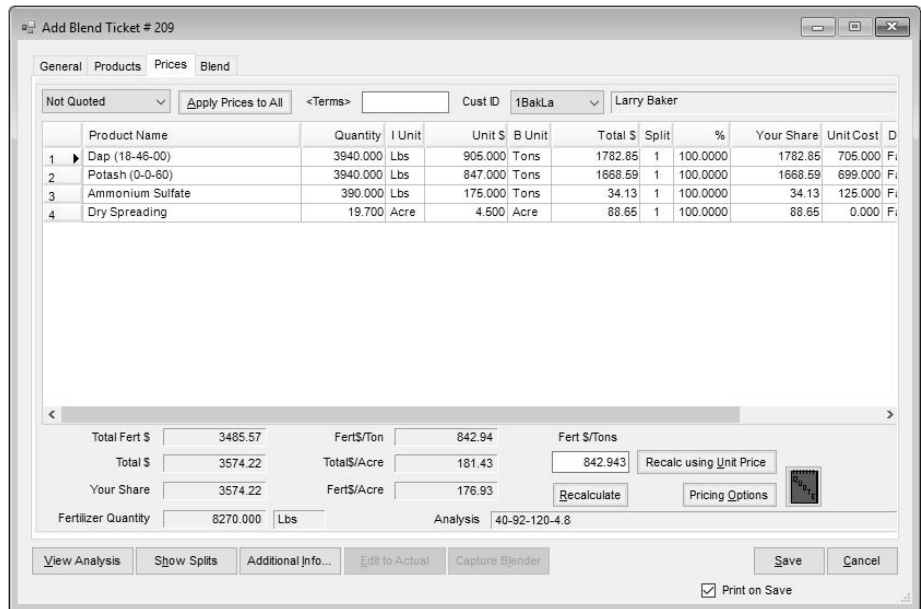 Add Blend Ticket # 209
General Products Prices Blend
Not Quoted Apply Prices to All <Terms> Cust ID 1BakLa Larry Baker
Product Name Quantity I Unit Unit $ B Unit Total $ Split % Your Share Unit Cost D
1 Dap (18-46-00) 3940.000 Lbs 905.000 Tons 1782.85 1 100.0000 1782.85 705.000 Fa
2 Potash (0-0-60) 3940.000 Lbs 847.000 Tons 1668.59 1 100.0000 1668.59 699.000 Fa
3 Ammonium Sulfate 390.000 Lbs 175.000 Tons 34.13 1 100.0000 34.13 125.000 Fa
4 Dry Spreading 19.700 Acre 4.500 Acre 88.65 1 100.0000 88.65 0.000 Fa
Total Fert $ 3485.57 Fert$/Ton 842.94 Fert $/Tons
Total $ 3574.22 Total$/Acre 181.43 842.943 Recalc using Unit Price
Your Share 3574.22 Fert$/Acre 176.93 Recalculate Pricing Options QUOTE
Fertilizer Quantity 8270.000 Lbs Analysis 40-92-120-4.8
View Analysis Show Splits Additional Info... Edit to Actual Capture Blender Save Cancel
Print on Save